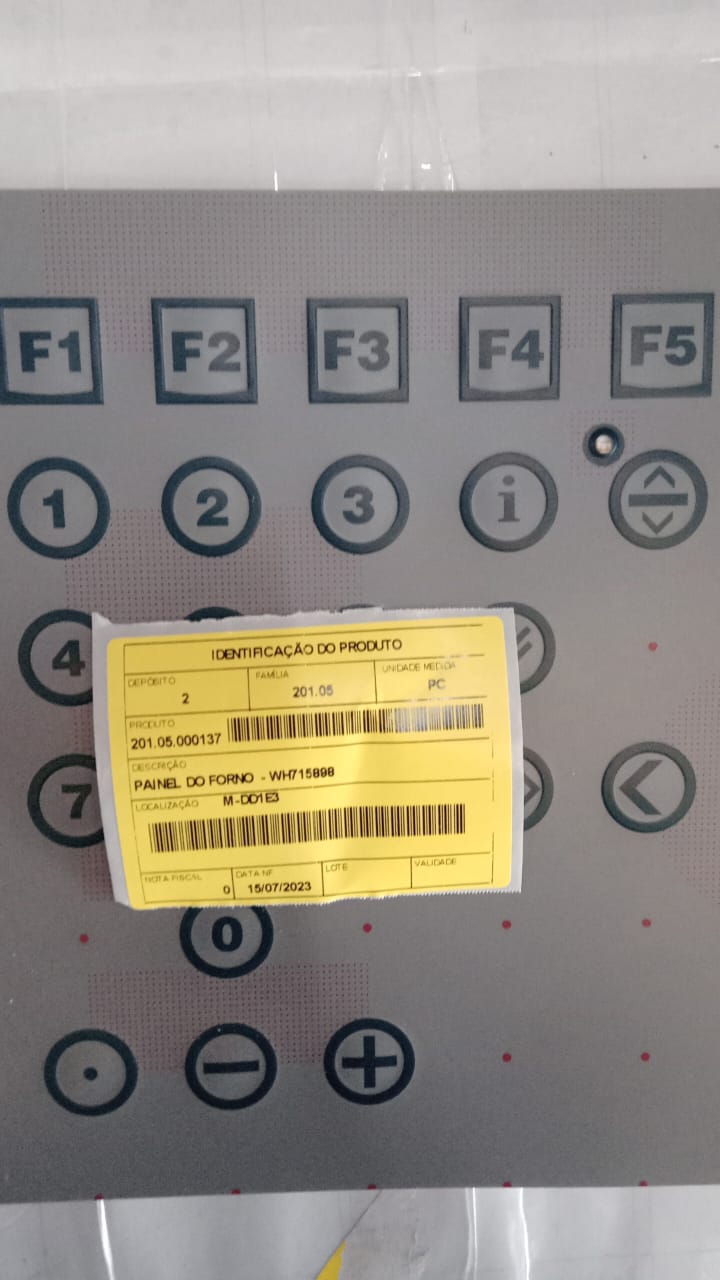 F1 F2 F3 F4 F5
1 2 3 i
4
IDENTIFICAÇÃO DO PRODUTO
DEPÓSITO FAMÍLIA UNIDADE MEDIDA
2 201.05 PC
PRODUTO
201.05.000137
DESCRIÇÃO
PAINEL DO FORNO - WH715898
LOCALIZAÇÃO M-DD1E3
7
NOTA FISCAL DATA NF LOTE VALIDADE
0 15/07/2023
0